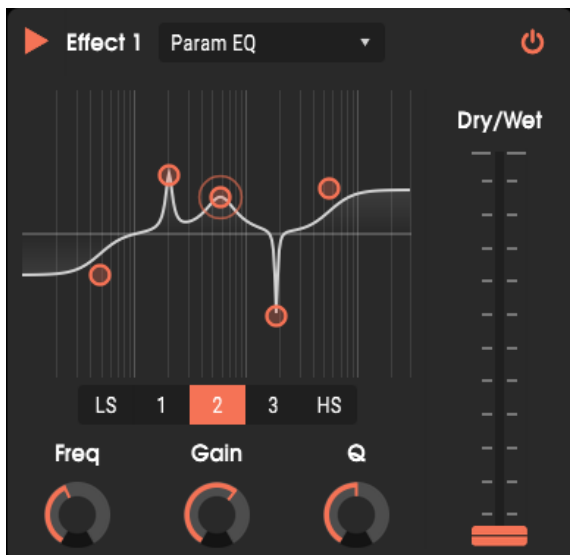 Effect 1 Param EQ
Dry/Wet
LS 1 2 3 HS
Freq Gain Q